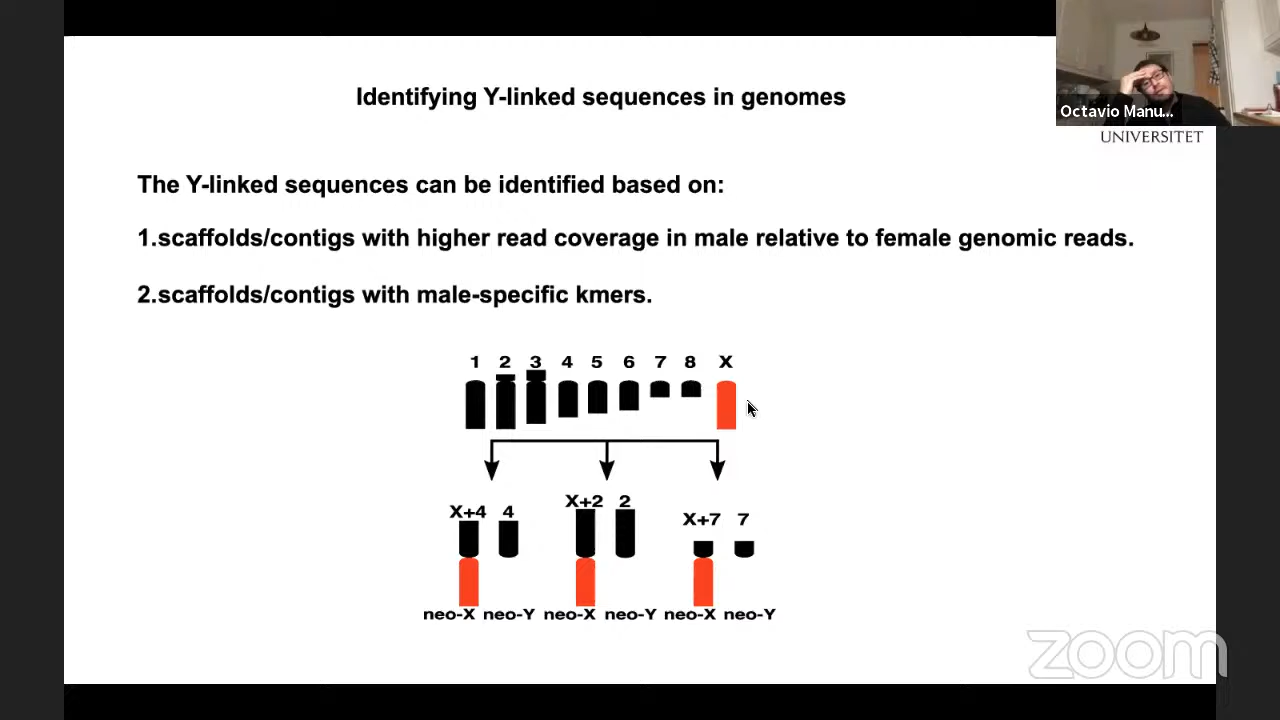 Identifying Y-linked sequences in genomes
Octavio Manu...
UNIVERSITET
The Y-linked sequences can be identified based on:
1.scaffolds/contigs with higher read coverage in male relative to female genomic reads.
2.scaffolds/contigs with male-specific kmers.
1 2 3 4 5 6 7 8 X
X+4 4 X+2 2 X+7 7
neo-X neo-Y neo-X neo-Y neo-X neo-Y
zoom